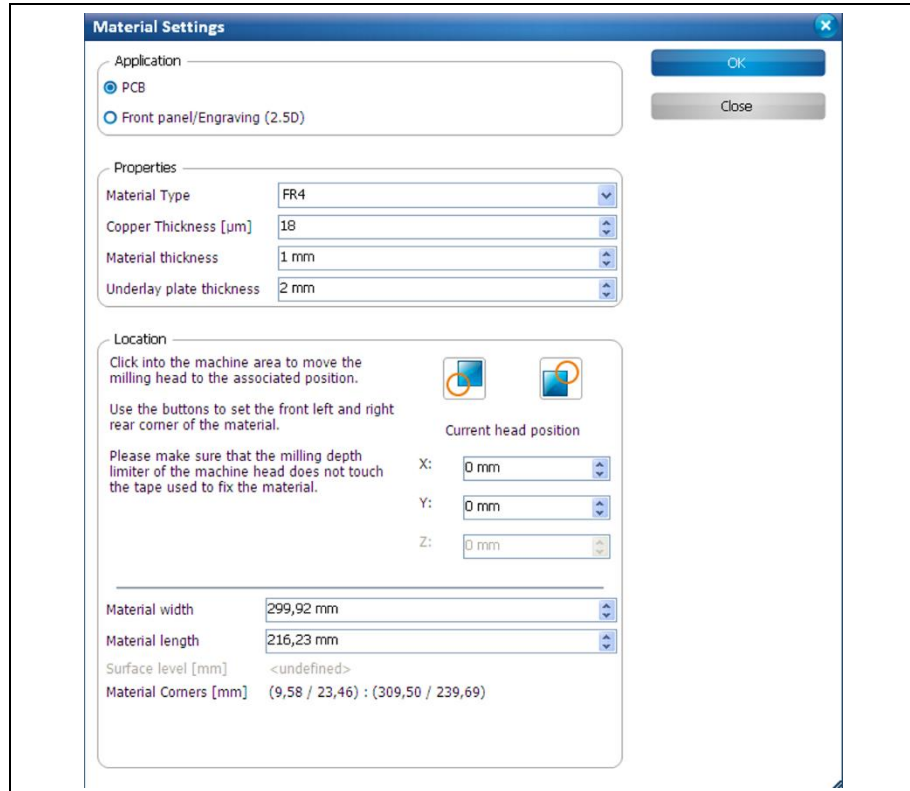 Material Settings
Application
OK
PCB
Close
Front panel/Engraving (2.5D)
Properties
Material Type FR4
Copper Thickness [µm] 18
Material thickness 1 mm
Underlay plate thickness 2 mm
Location
Click into the machine area to move the
milling head to the associated position.
Use the buttons to set the front left and right
rear corner of the material.
Please make sure that the milling depth
limiter of the machine head does not touch
the tape used to fix the material.
Current head position
X: 0 mm
Y: 0 mm
Z: 0 mm
Material width 299,92 mm
Material length 216,23 mm
Surface level [mm] <undefined>
Material Corners [mm] (9,58 / 23,46) : (309,50 / 239,69)